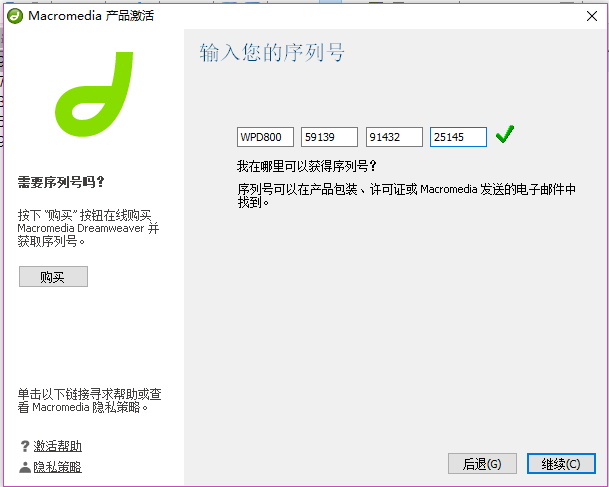 Macromedia 产品激活
输入您的序列号
WPD800 59139 91432 25145
我在哪里可以获得序列号?
序列号可以在产品包装、许可证或 Macromedia 发送的电子邮件中
找到。
需要序列号吗?
按下 "购买" 按钮在线购买
Macromedia Dreamweaver 并
获取序列号。
购买
单击以下链接寻求帮助或查
看 Macromedia 隐私策略。
? 激活帮助
隐私策略
后退(G) 继续(C)